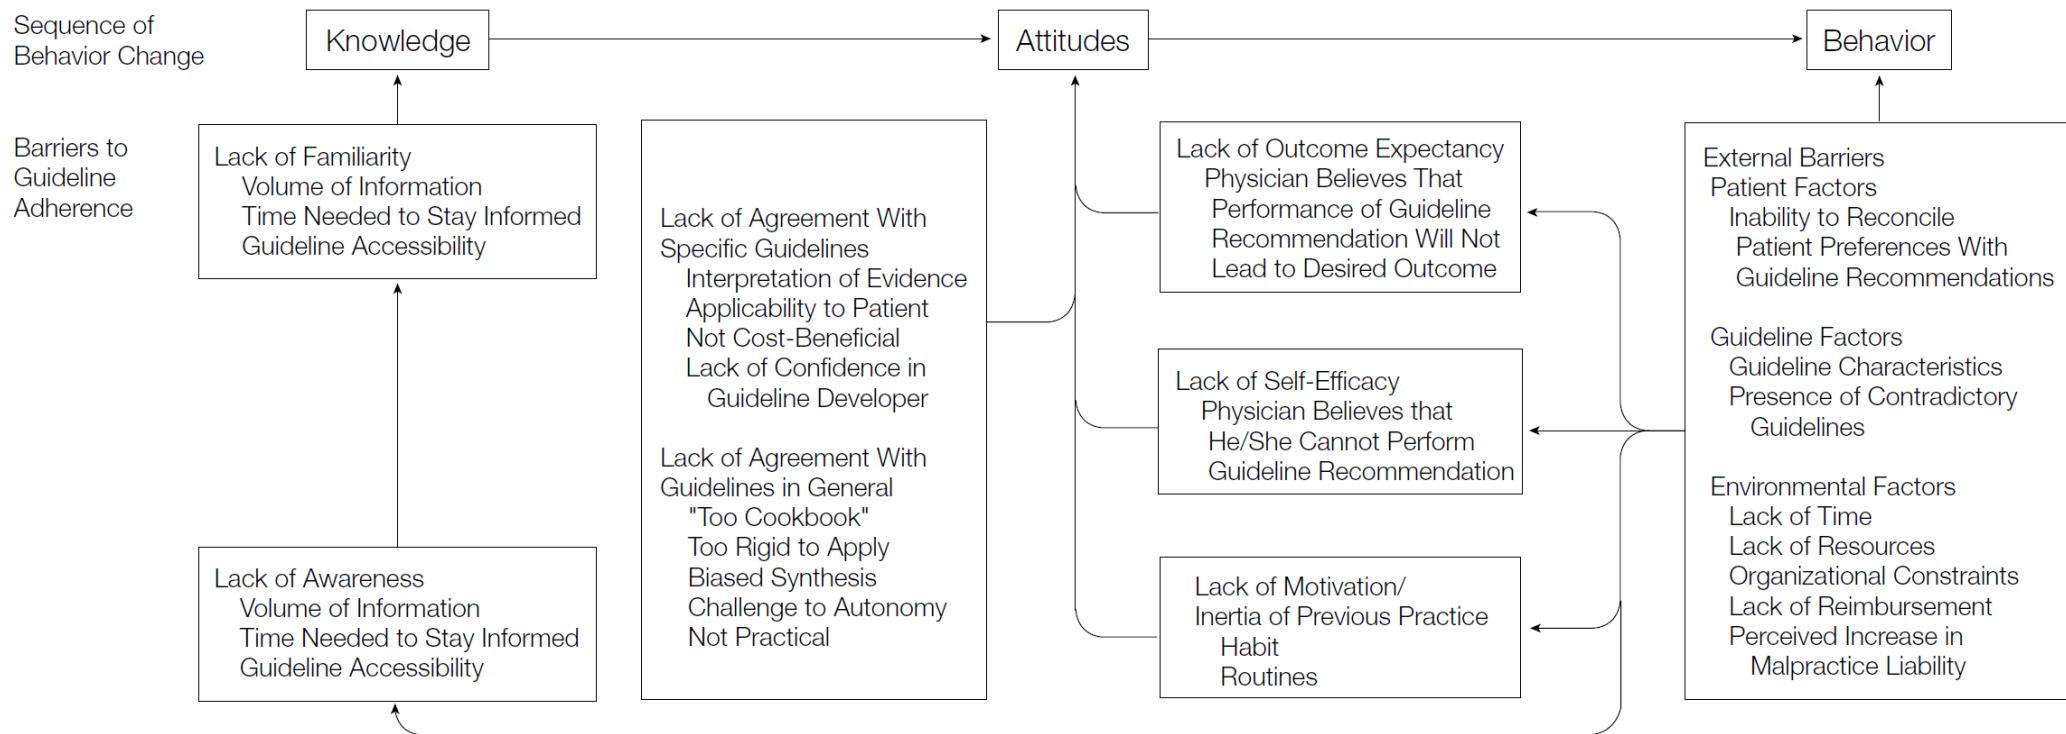 Sequence of
Behavior Change
Knowledge
Attitudes
Behavior
Barriers to
Guideline
Adherence
Lack of Familiarity
Volume of Information
Time Needed to Stay Informed
Guideline Accessibility
Lack of Awareness
Volume of Information
Time Needed to Stay Informed
Guideline Accessibility
Lack of Agreement With
Specific Guidelines
Interpretation of Evidence
Applicability to Patient
Not Cost-Beneficial
Lack of Confidence in
Guideline Developer
Lack of Agreement With
Guidelines in General
"Too Cookbook"
Too Rigid to Apply
Biased Synthesis
Challenge to Autonomy
Not Practical
Lack of Outcome Expectancy
Physician Believes That
Performance of Guideline
Recommendation Will Not
Lead to Desired Outcome
Lack of Self-Efficacy
Physician Believes that
He/She Cannot Perform
Guideline Recommendation
Lack of Motivation/
Inertia of Previous Practice
Habit
Routines
External Barriers
Patient Factors
Inability to Reconcile
Patient Preferences With
Guideline Recommendations
Guideline Factors
Guideline Characteristics
Presence of Contradictory
Guidelines
Environmental Factors
Lack of Time
Lack of Resources
Organizational Constraints
Lack of Reimbursement
Perceived Increase in
Malpractice Liability